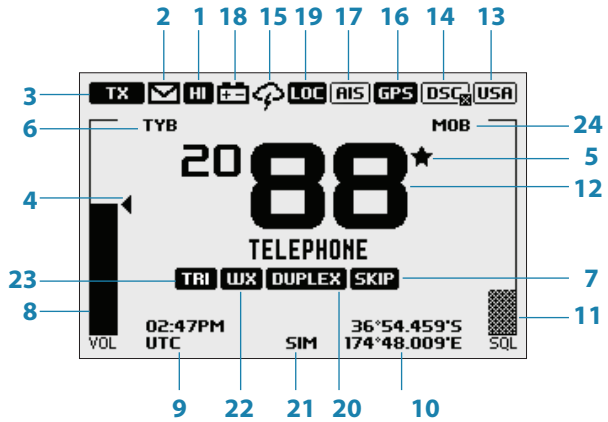 2 1 18 15 19 17 16 14 13
3 TX HI LOC AIS GPS DSC USA
6 TYB MOB 24
5
20 88
12
4
TELEPHONE
23 TRI WX DUPLEX SKIP 7
8 11
02:47PM 36°54.459'S
VOL UTC SIM 174°48.009'E SQL
9 22 21 20 10